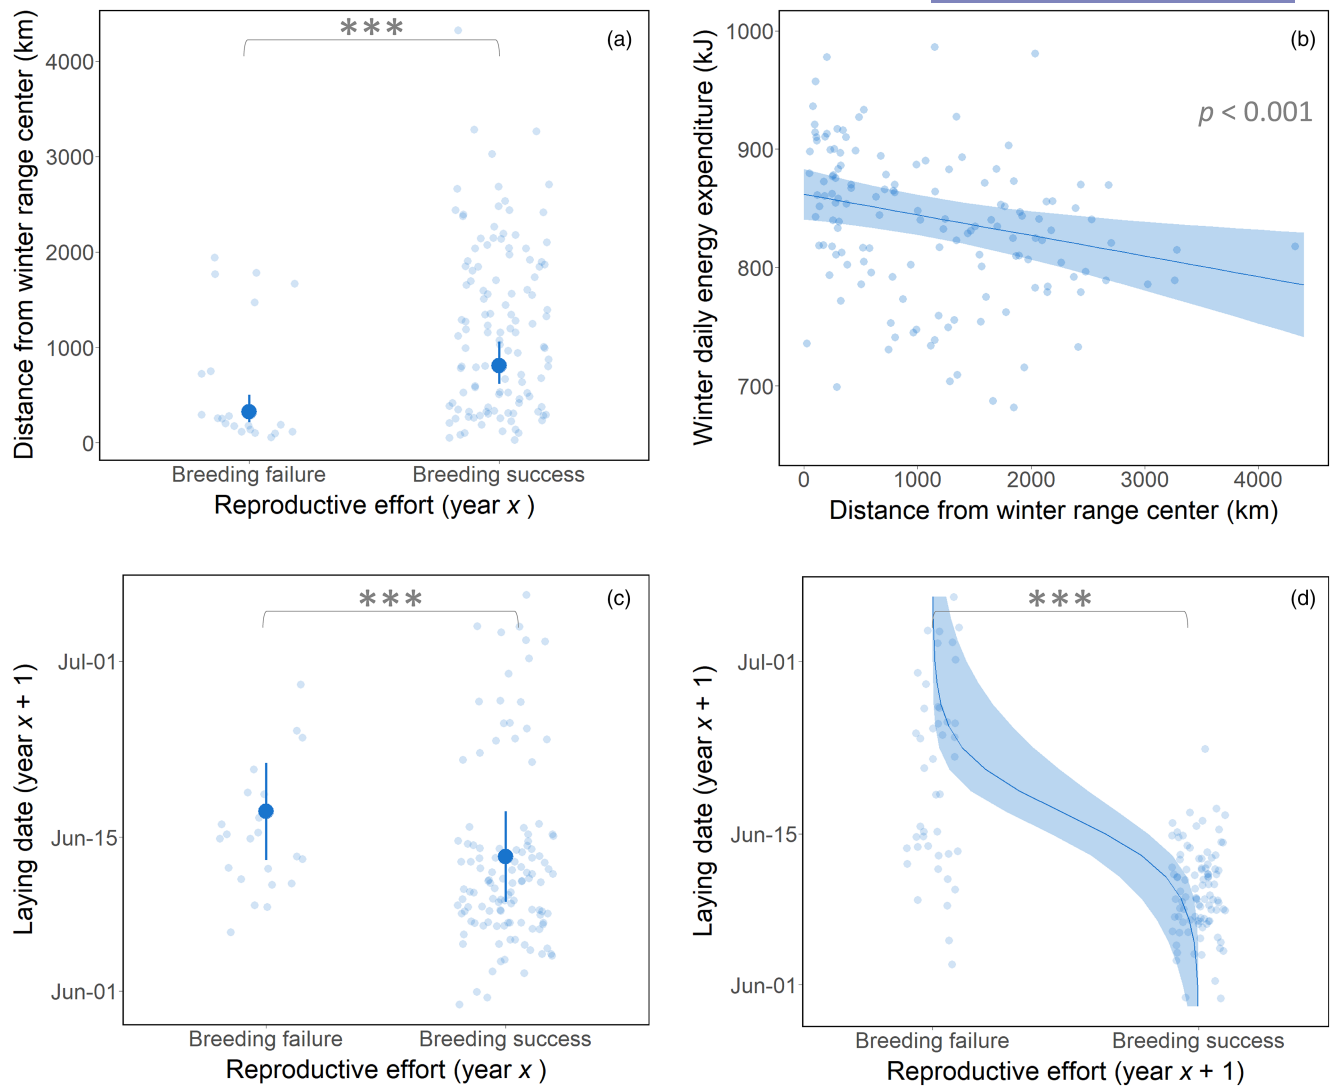 Distance from winter range center (km)
4000
3000
2000
1000
0
***
(a)
Breeding failure
Breeding success
Reproductive effort (year x )
Winter daily energy expenditure (kJ)
1000
900
800
700
(b)
p < 0.001
0
1000
2000
3000
4000
Distance from winter range center (km)
Laying date (year x + 1)
Jul-01
Jun-15
Jun-01
***
(c)
Breeding failure
Breeding success
Reproductive effort (year x )
Laying date (year x + 1)
Jul-01
Jun-15
Jun-01
***
(d)
Breeding failure
Breeding success
Reproductive effort (year x + 1)